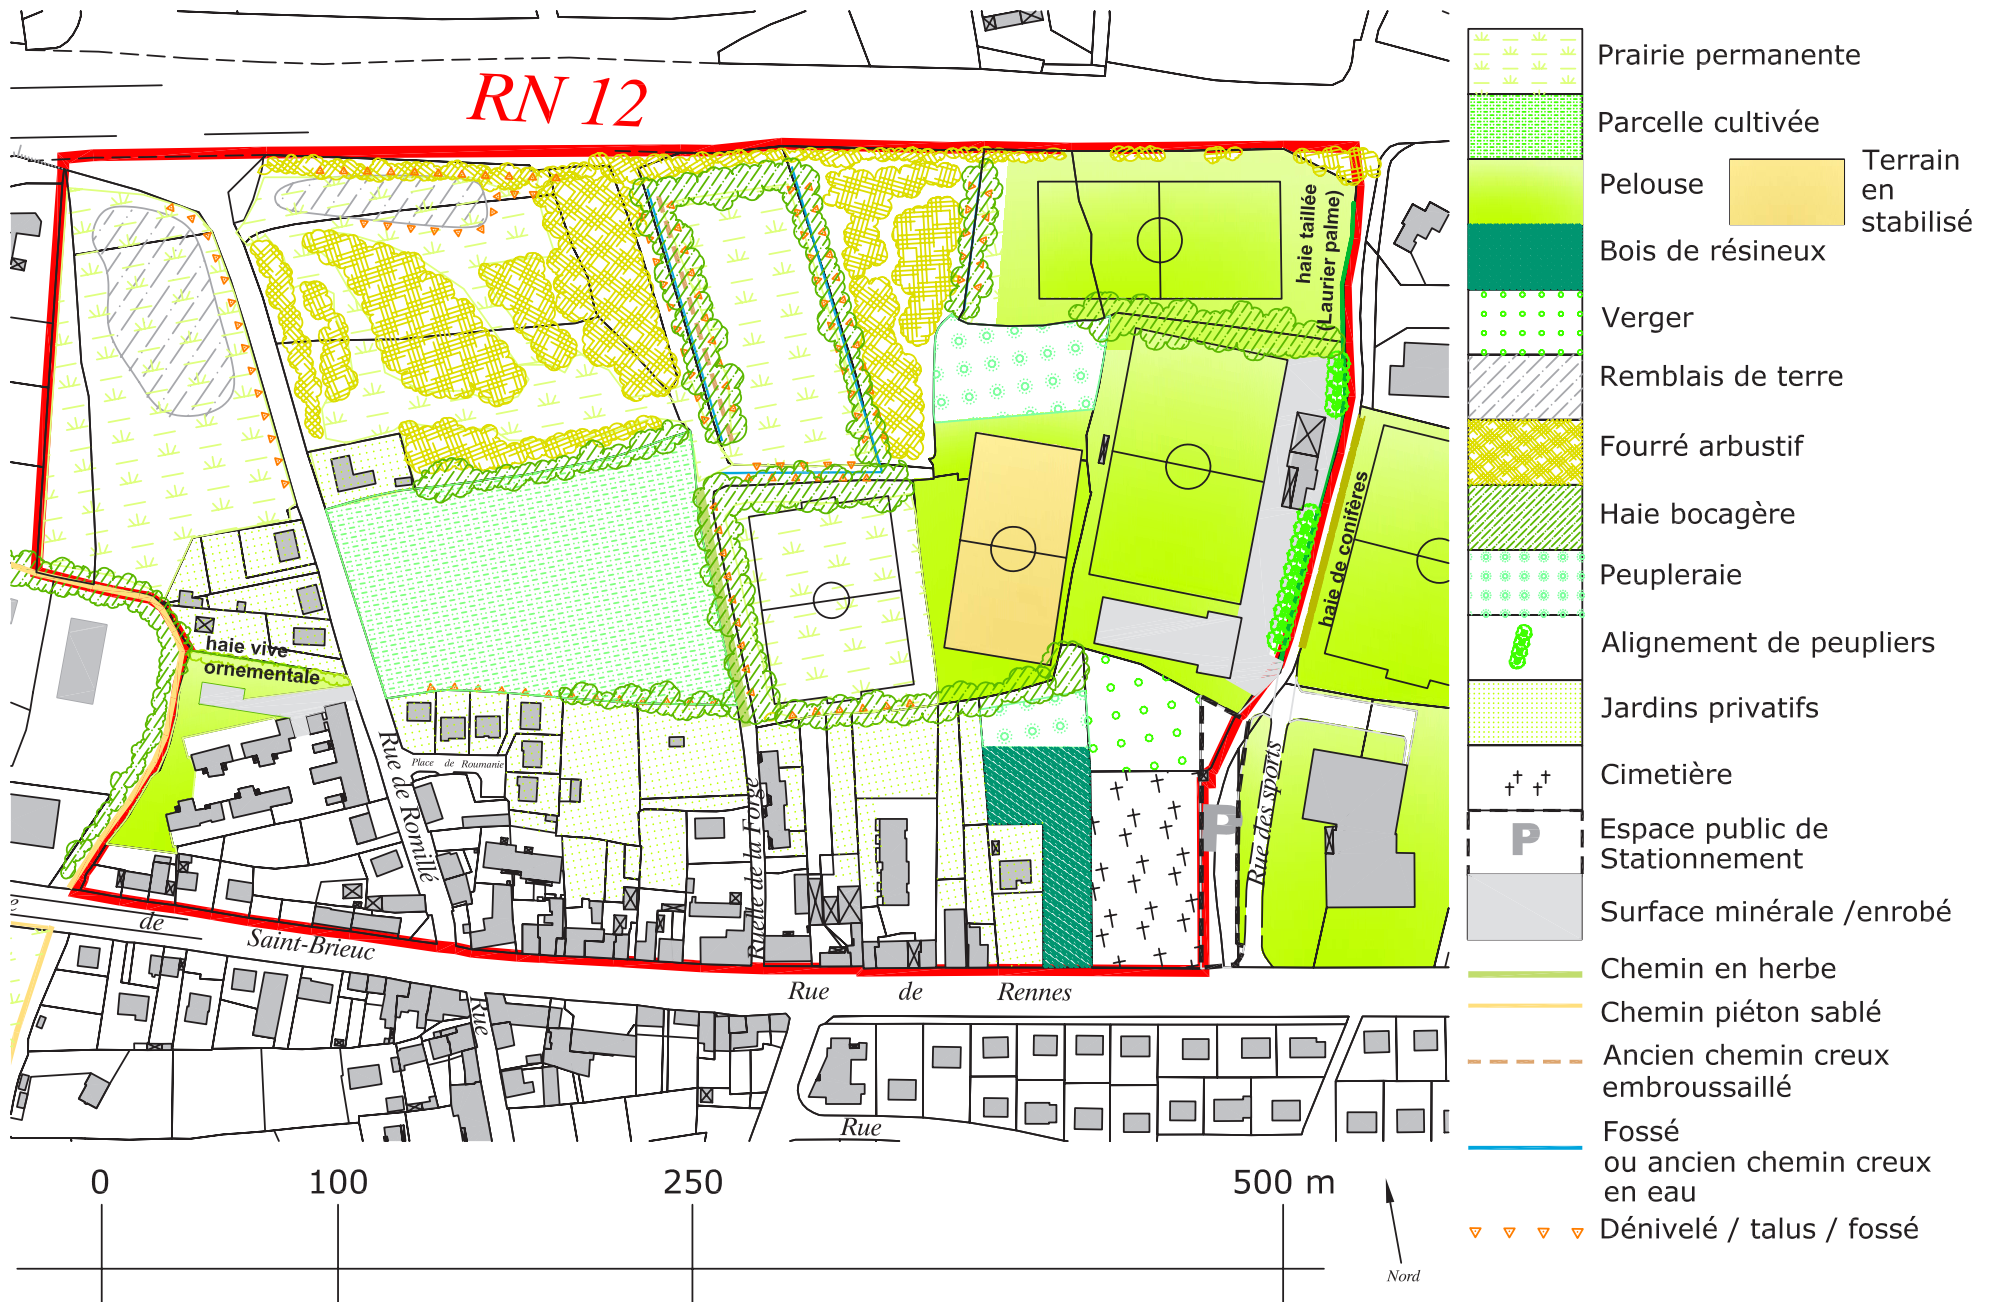 RN 12
haie taillée
(Laurier palme)
haie de conifères
haie vive
ornementale
Rue de Romillé
Place de Roumanie
Ruelle de la Forge
Rue des sports
P
de
Saint-Brieuc
Rue de Rennes
Rue
Rue
0 100 250 500 m
Nord
Prairie permanente
Parcelle cultivée
Pelouse
Terrain
en
stabilisé
Bois de résineux
Verger
Remblais de terre
Fourré arbustif
Haie bocagère
Peupleraie
Alignement de peupliers
Jardins privatifs
Cimetière
P
Espace public de
Stationnement
Surface minérale /enrobé
Chemin en herbe
Chemin piéton sablé
Ancien chemin creux
embroussaillé
Fossé
ou ancien chemin creux
en eau
Dénivelé / talus / fossé